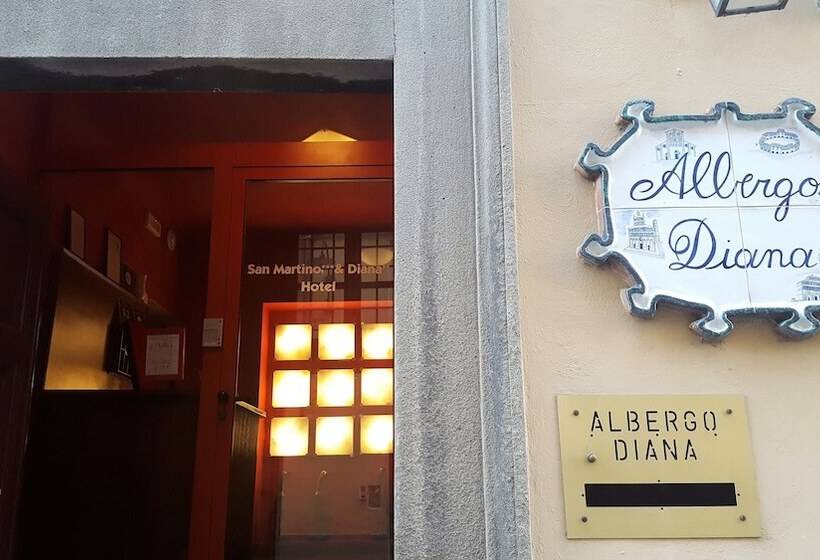 San Martino*** & Diana*
Hotel
Albergo
Diana
ALBERGO
DIANA